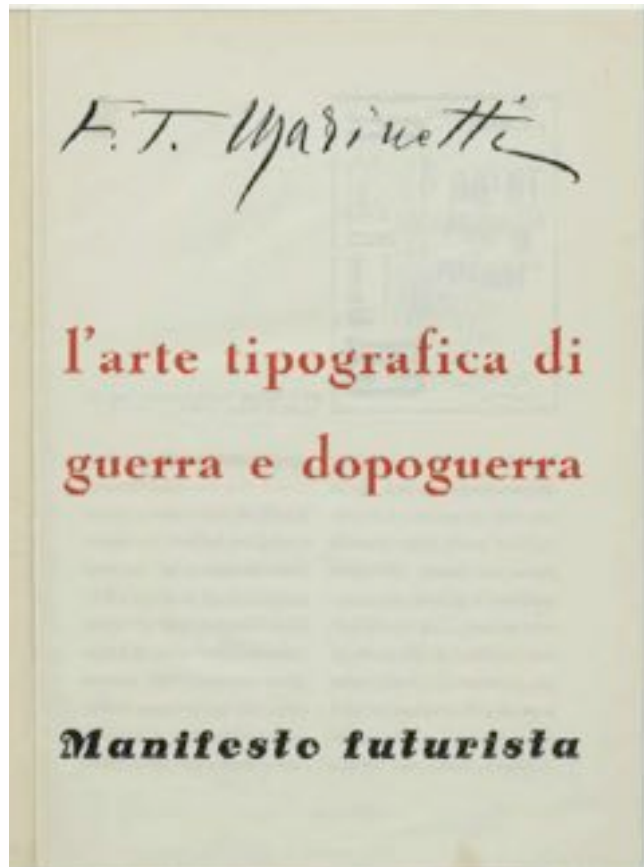 F. T. Marinetti
l'arte tipografica di
guerra e dopoguerra
Manifesto futurista